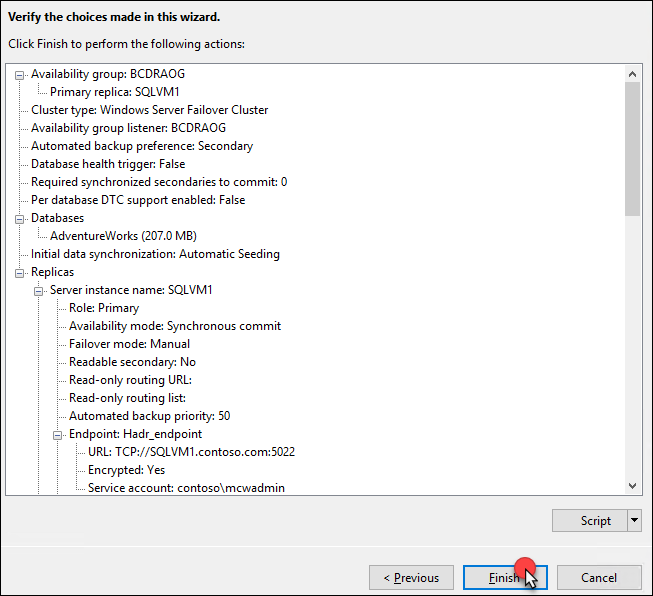 Verify the choices made in this wizard.
Click Finish to perform the following actions:
Availability group: BCDRAOG
Primary replica: SQLVM1
Cluster type: Windows Server Failover Cluster
Availability group listener: BCDRAOG
Automated backup preference: Secondary
Database health trigger: False
Required synchronized secondaries to commit: 0
Per database DTC support enabled: False
Databases
AdventureWorks (207.0 MB)
Initial data synchronization: Automatic Seeding
Replicas
Server instance name: SQLVM1
Role: Primary
Availability mode: Synchronous commit
Failover mode: Manual
Readable secondary: No
Read-only routing URL:
Read-only routing list:
Automated backup priority: 50
Endpoint: Hadr_endpoint
URL: TCP://SQLVM1.contoso.com:5022
Encrypted: Yes
Service account: contoso\mcwadmin
Script
< Previous
Finish
Cancel